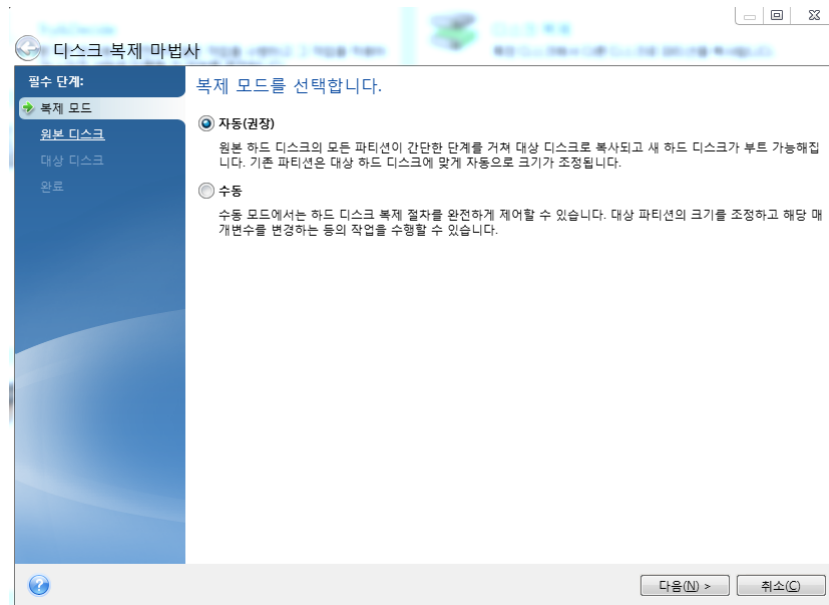 디스크 복제 마법사
필수 단계:
복제 모드
원본 디스크
대상 디스크
완료
복제 모드를 선택합니다.
자동(권장)
원본 하드 디스크의 모든 파티션이 간단한 단계를 거쳐 대상 디스크로 복사되고 새 하드 디스크가 부트 가능해집
니다. 기존 파티션은 대상 하드 디스크에 맞게 자동으로 크기가 조정됩니다.
수동
수동 모드에서는 하드 디스크 복제 절차를 완전하게 제어할 수 있습니다. 대상 파티션의 크기를 조정하고 해당 매
개변수를 변경하는 등의 작업을 수행할 수 있습니다.
다음(N) >
취소(C)